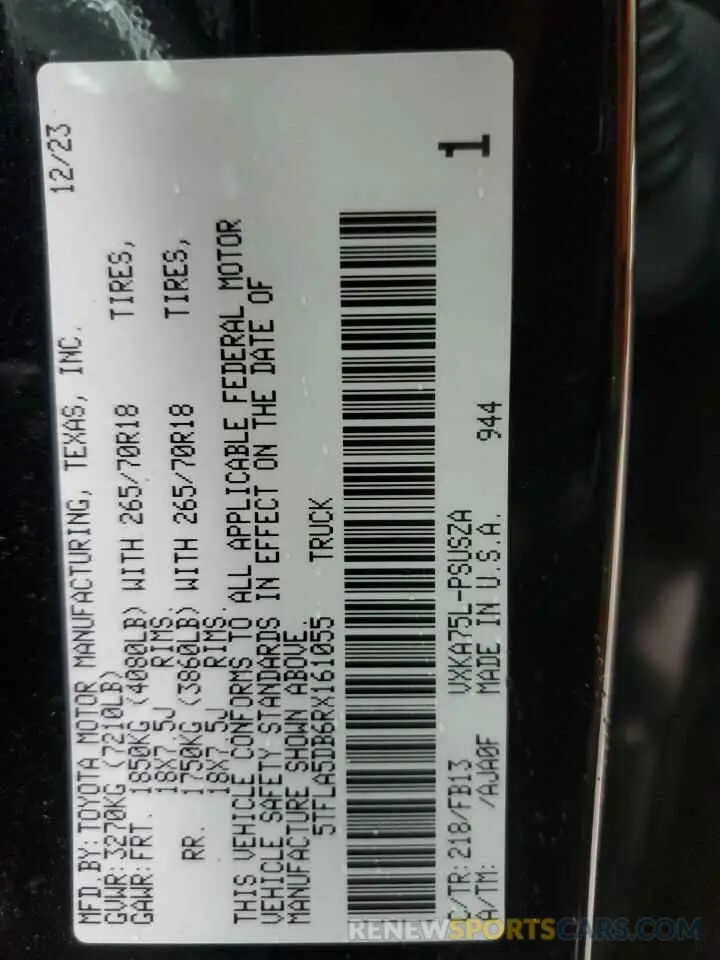 MFD.BY:TOYOTA MOTOR MANUFACTURING, TEXAS, INC. 12/23
GVWR:3270KG (7210LB)
GAWR:FRT. 1850KG (4080LB) WITH 265/70R18 TIRES,
18X7.5J RIMS
RR. 1750KG (3860LB) WITH 265/70R18 TIRES,
18X7.5J RIMS.
THIS VEHICLE CONFORMS TO ALL APPLICABLE FEDERAL MOTOR
VEHICLE SAFETY STANDARDS IN EFFECT ON THE DATE OF
MANUFACTURE SHOWN ABOVE.
5TFLA5DB6RX161055 TRUCK
C/TR:218/FB13 VXKA75L-PSUSZA 944 1
A/TM: /AJA0F MADE IN U.S.A.
RENEWSPORTSCARS.COM